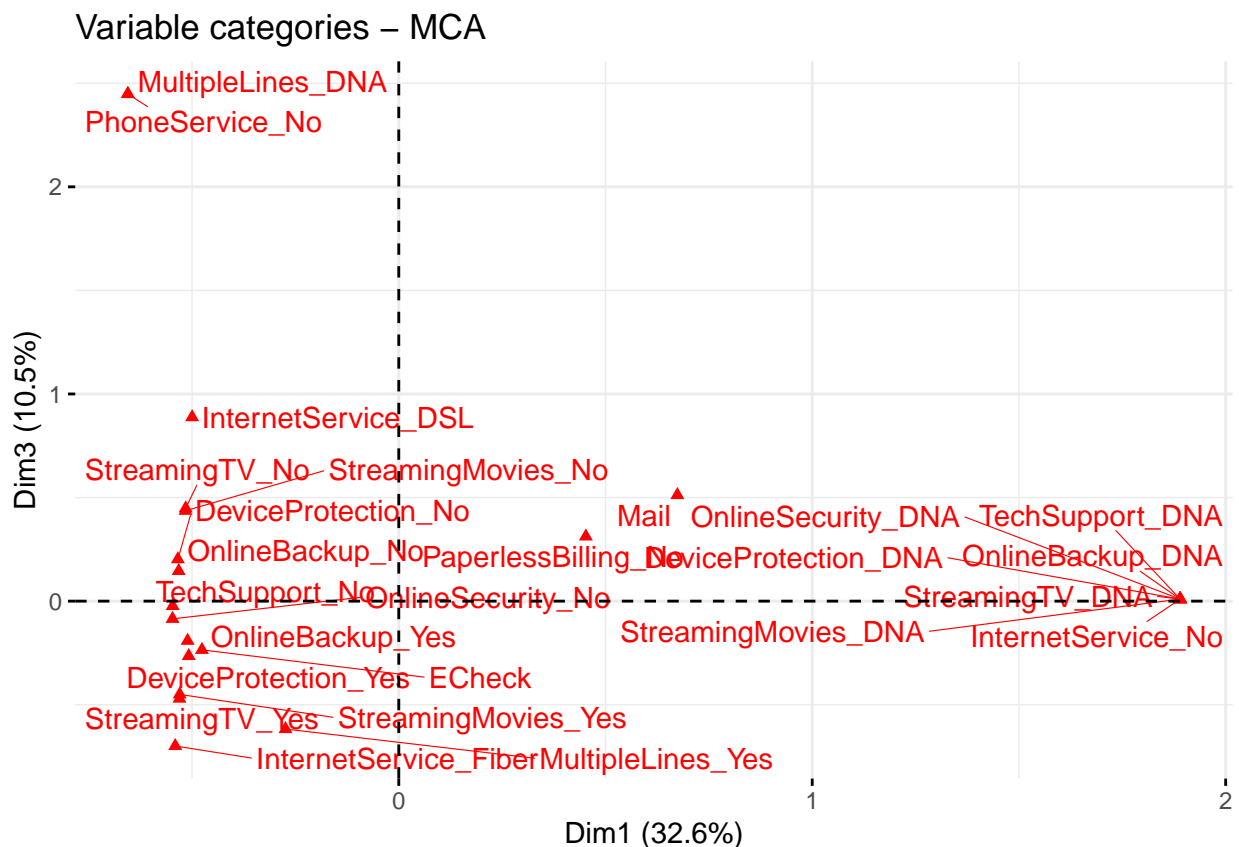 Variable categories – MCA
MultipleLines_DNA
PhoneService_No
2
1
InternetService_DSL
StreamingTV_No
StreamingMovies_No
DeviceProtection_No
Mail
OnlineSecurity_DNA
TechSupport_DNA
OnlineBackup_No
PaperlessBilling_No
DeviceProtection_DNA
OnlineBackup_DNA
TechSupport_No
OnlineSecurity_No
StreamingTV_DNA
0
OnlineBackup_Yes
StreamingMovies_DNA
InternetService_No
DeviceProtection_Yes
ECheck
StreamingTV_Yes
StreamingMovies_Yes
InternetService_Fiber
MultipleLines_Yes
0
1
2
Dim1 (32.6%)
Dim3 (10.5%)